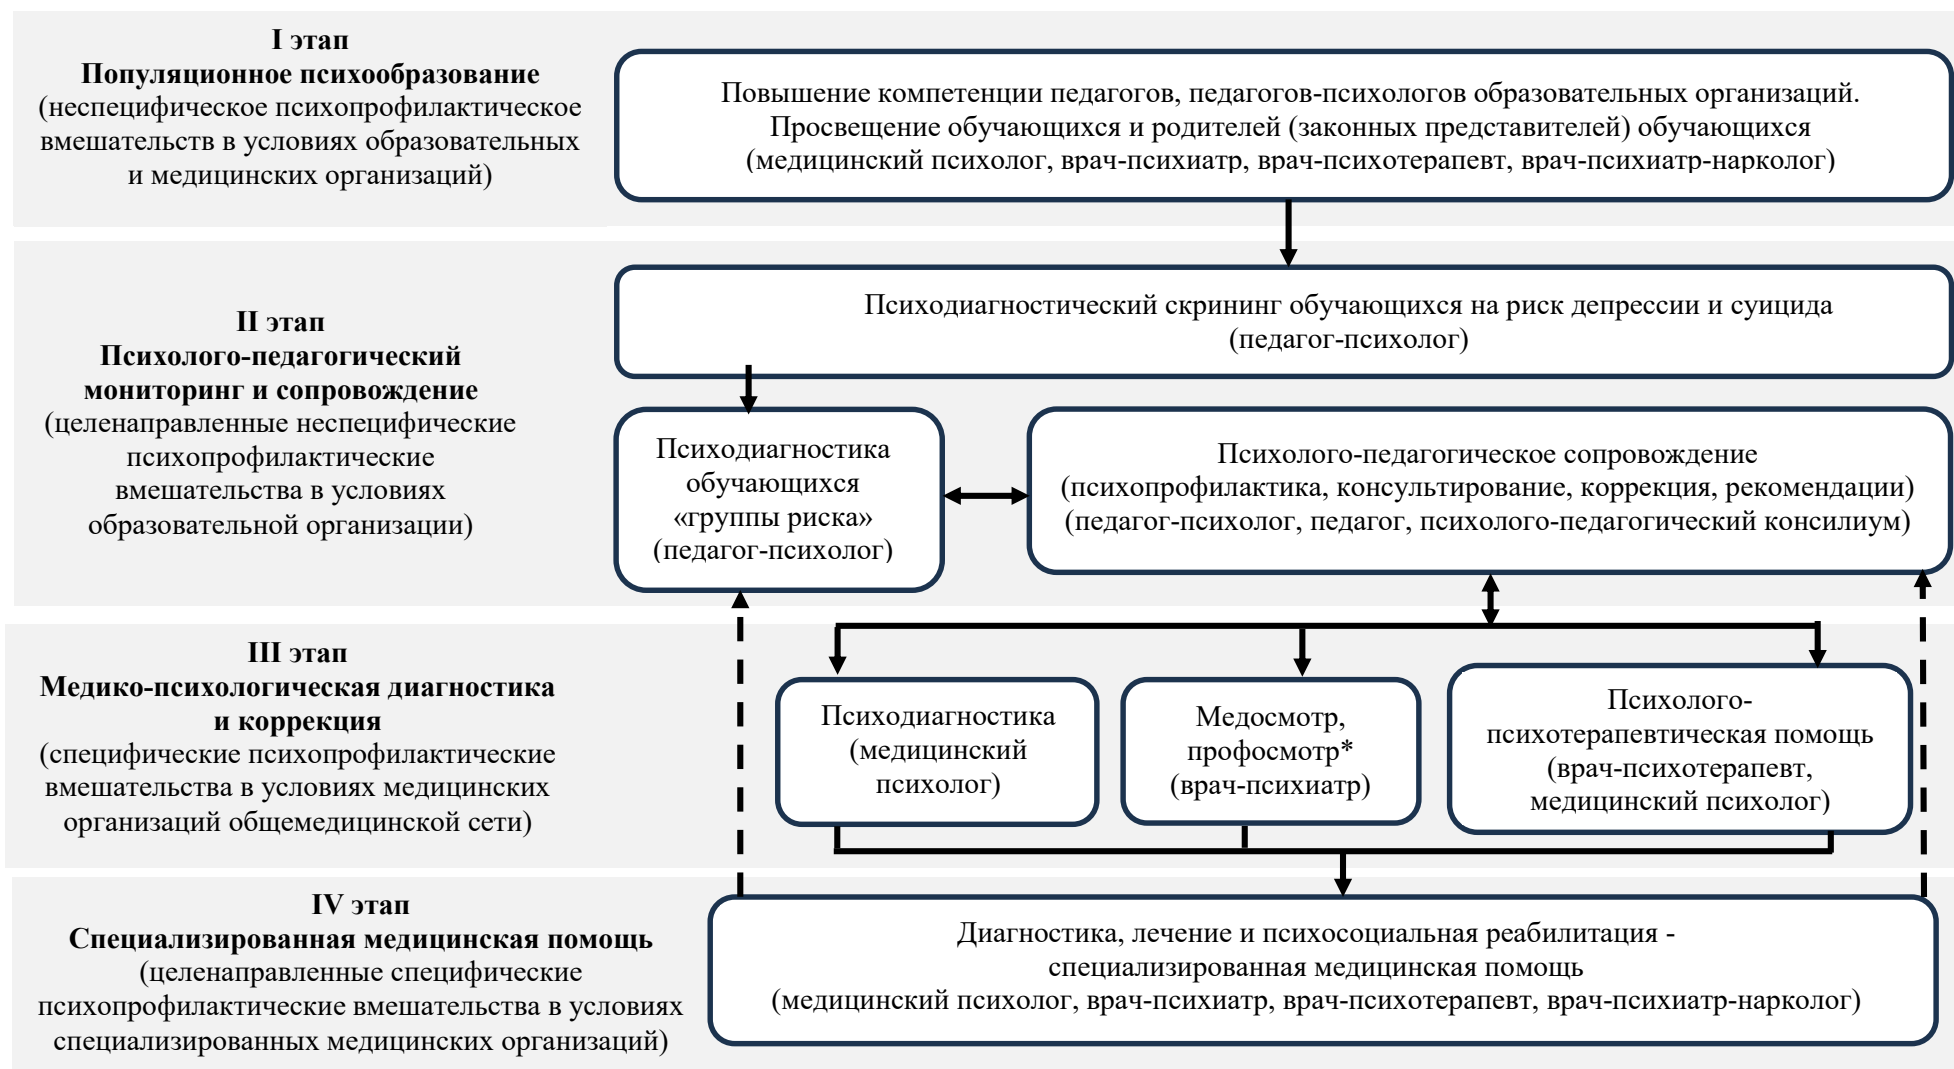 I этап
Популяционное психообразование
(неспецифическое психопрофилактическое
вмешательств в условиях образовательных
и медицинских организаций)
Повышение компетенции педагогов, педагогов-психологов образовательных организаций.
Просвещение обучающихся и родителей (законных представителей) обучающихся
(медицинский психолог, врач-психиатр, врач-психотерапевт, врач-психиатр-нарколог)
II этап
Психолого-педагогический
мониторинг и сопровождение
(целенаправленные неспецифические
психопрофилактические
вмешательства в условиях
образовательной организации)
Психодиагностический скрининг обучающихся на риск депрессии и суицида
(педагог-психолог)
Психодиагностика
обучающихся
«группы риска»
(педагог-психолог)
Психолого-педагогическое сопровождение
(психопрофилактика, консультирование, коррекция, рекомендации)
(педагог-психолог, педагог, психолого-педагогический консилиум)
III этап
Медико-психологическая диагностика
и коррекция
(специфические психопрофилактические
вмешательства в условиях медицинских
организаций общемедицинской сети)
Психодиагностика
(медицинский
психолог)
Медосмотр,
профосмотр*
(врач-психиатр)
Психолого-
психотерапевтическая помощь
(врач-психотерапевт,
медицинский психолог)
IV этап
Специализированная медицинская помощь
(целенаправленные специфические
психопрофилактические вмешательства в условиях
специализированных медицинских организаций)
Диагностика, лечение и психосоциальная реабилитация -
специализированная медицинская помощь
(медицинский психолог, врач-психиатр, врач-психотерапевт, врач-психиатр-нарколог)